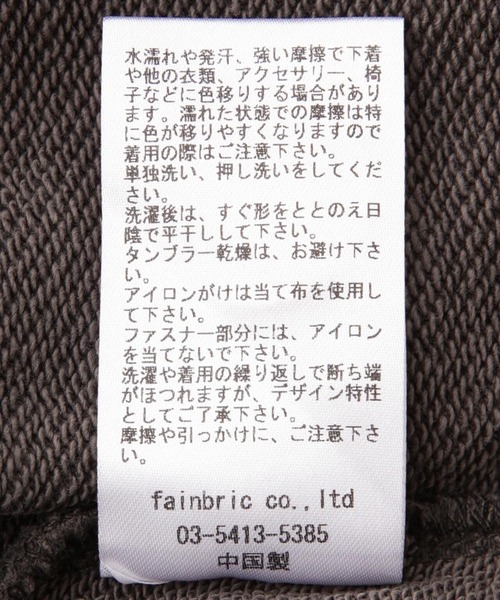 水濡れや発汗、強い摩擦で下着
や他の衣類、アクセサリー、椅
子などに色移りする場合があり
ます。濡れた状態での摩擦は特
に色が移りやすくなりますので
着用の際はご注意下さい。
単独洗い、押し洗いをしてくだ
さい。
洗濯後は、すぐ形をととのえ日
陰で平干しして下さい。
タンブラー乾燥は、お避け下さ
い。
アイロンがけは当て布を使用し
て下さい。
ファスナー部分には、アイロン
を当てないで下さい。
洗濯や着用の繰り返しで断ち端
がほつれますが、デザイン特性
としてご了承下さい。
摩擦や引っかけに、ご注意下さ
い。
fainbric co.,ltd
03-5413-5385
中国製